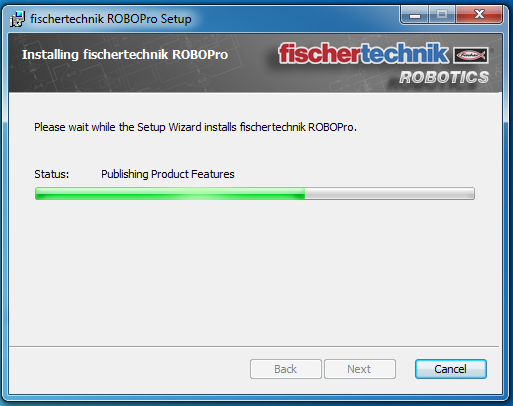 fischertechnik ROBOPro Setup
Installing fischertechnik ROBOPro
fischertechnik
ROBOTICS
Please wait while the Setup Wizard installs fischertechnik ROBOPro.
Status: Publishing Product Features
Back Next Cancel